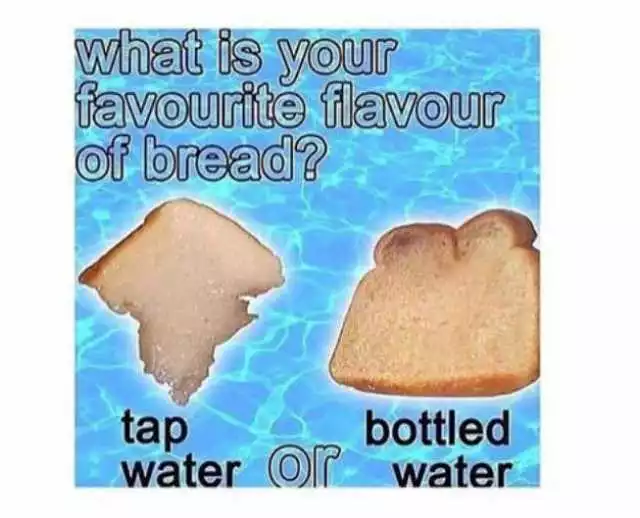 what is your
favourite flavour
of bread?
tap
water
or
bottled
water